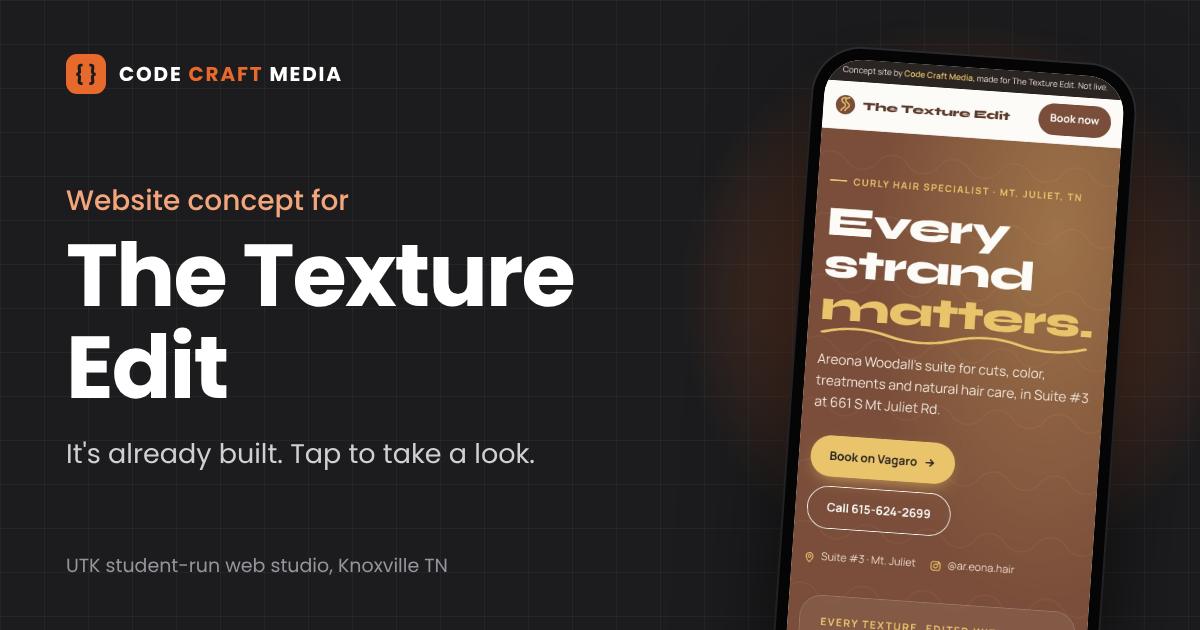 { } CODE CRAFT MEDIA
Website concept for
The Texture
Edit
It's already built. Tap to take a look.
UTK student-run web studio, Knoxville TN
Concept site by Code Craft Media, made for The Texture Edit. Not live.
The Texture Edit
Book now
CURLY HAIR SPECIALIST · MT. JULIET, TN
Every
strand
matters.
Areona Woodall's suite for cuts, color,
treatments and natural hair care, in Suite #3
at 661 S Mt Juliet Rd.
Book on Vagaro →
Call 615-624-2699
Suite #3 · Mt. Juliet
@ar.eona.hair
EVERY TEXTURE, EDITED